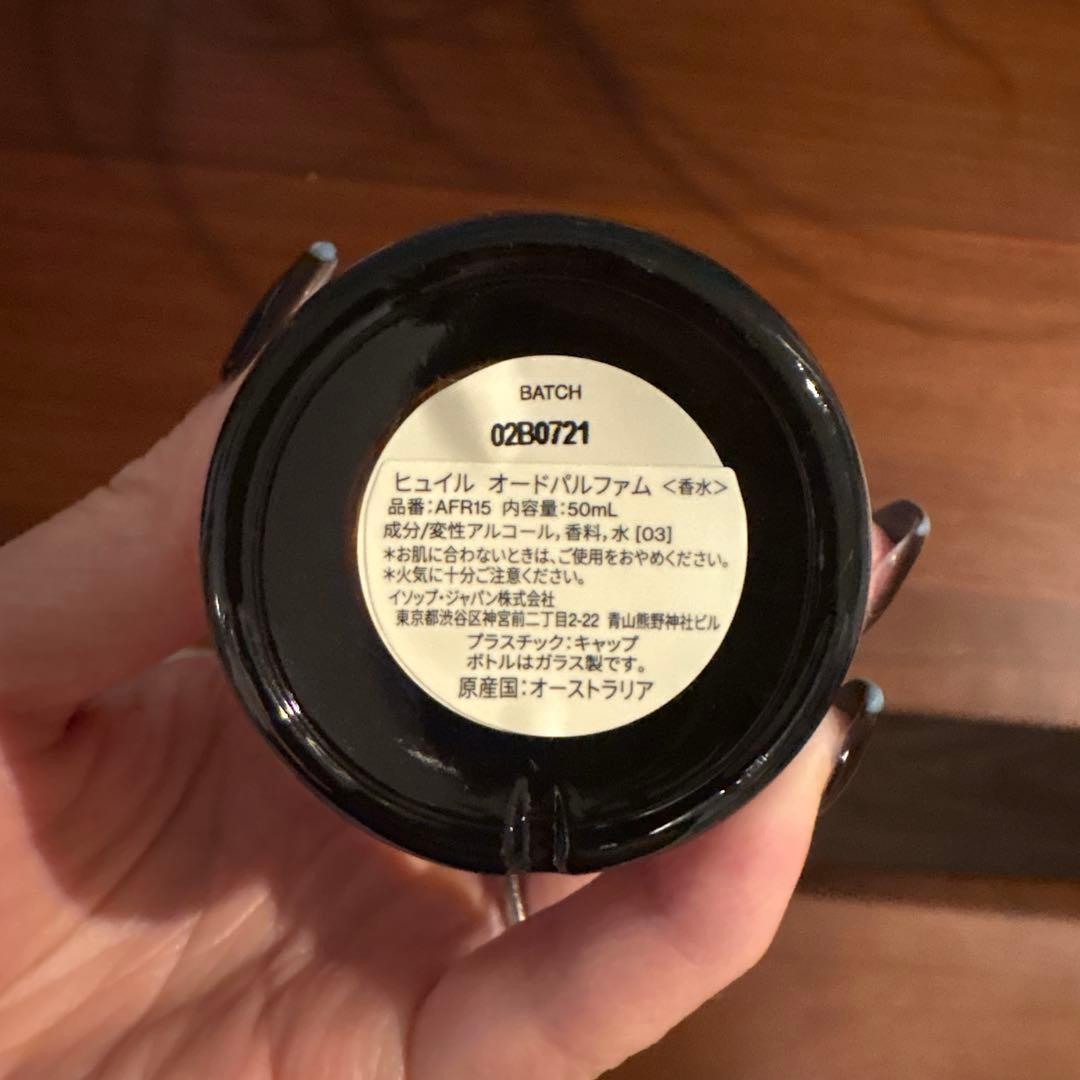 BATCH
02B0721
ヒュイル オードパルファム <香水>
品番:AFR15 内容量:50mL
成分/変性アルコール,香料,水 [03]
*お肌に合わないときは、ご使用をおやめください。
*火気に十分ご注意ください。
イソップ・ジャパン株式会社
東京都渋谷区神宮前二丁目2-22 青山熊野神社ビル
プラスチック:キャップ
ボトルはガラス製です。
原産国:オーストラリア